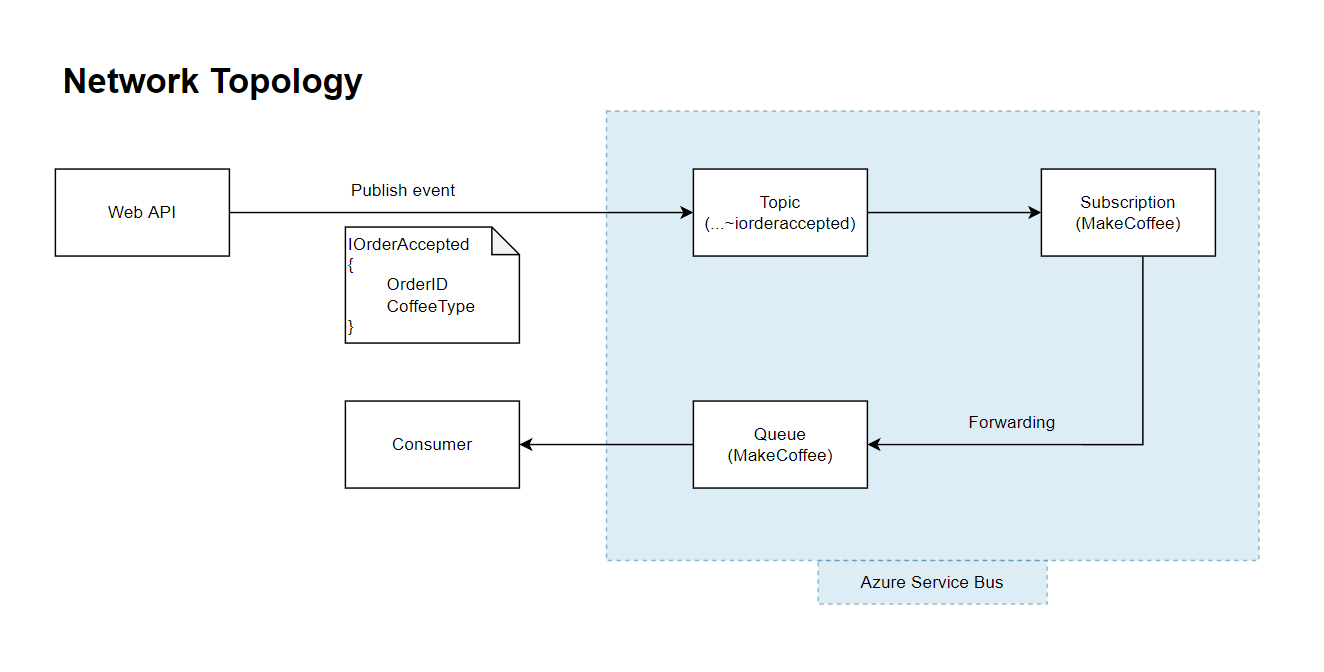 Network Topology
Web API
Publish event
Topic
(...~iorderaccepted)
Subscription
(MakeCoffee)
IOrderAccepted
{
OrderID
CoffeeType
}
Consumer
Queue
(MakeCoffee)
Forwarding
Azure Service Bus